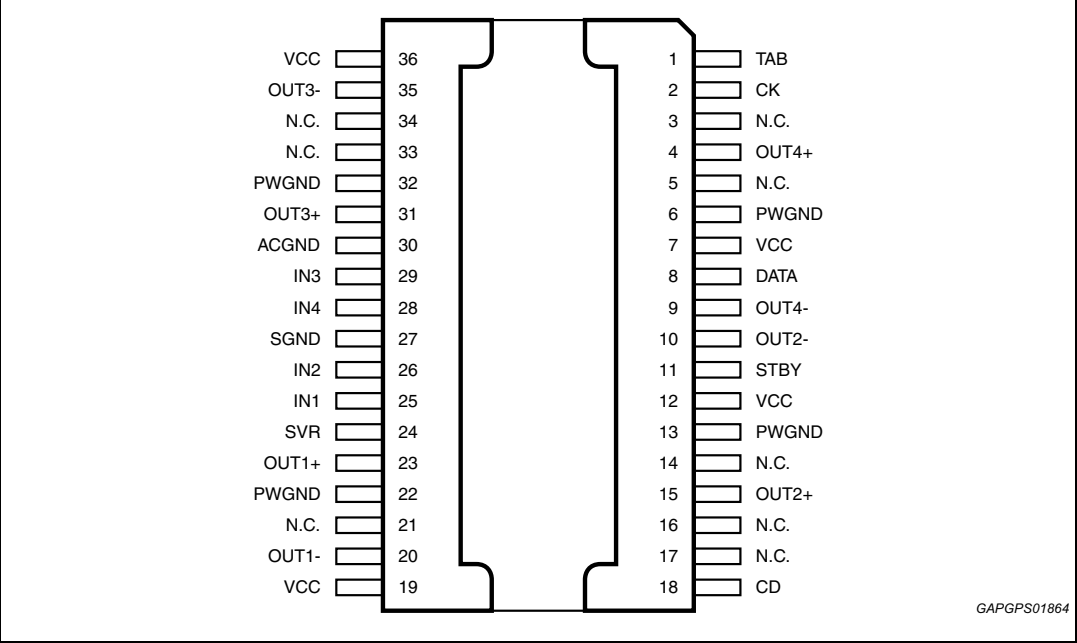 VCC 36 1 TAB
OUT3- 35 2 CK
N.C. 34 3 N.C.
N.C. 33 4 OUT4+
PWGND 32 5 N.C.
OUT3+ 31 6 PWGND
ACGND 30 7 VCC
IN3 29 8 DATA
IN4 28 9 OUT4-
SGND 27 10 OUT2-
IN2 26 11 STBY
IN1 25 12 VCC
SVR 24 13 PWGND
OUT1+ 23 14 N.C.
PWGND 22 15 OUT2+
N.C. 21 16 N.C.
OUT1- 20 17 N.C.
VCC 19 18 CD
GAPGPS01864